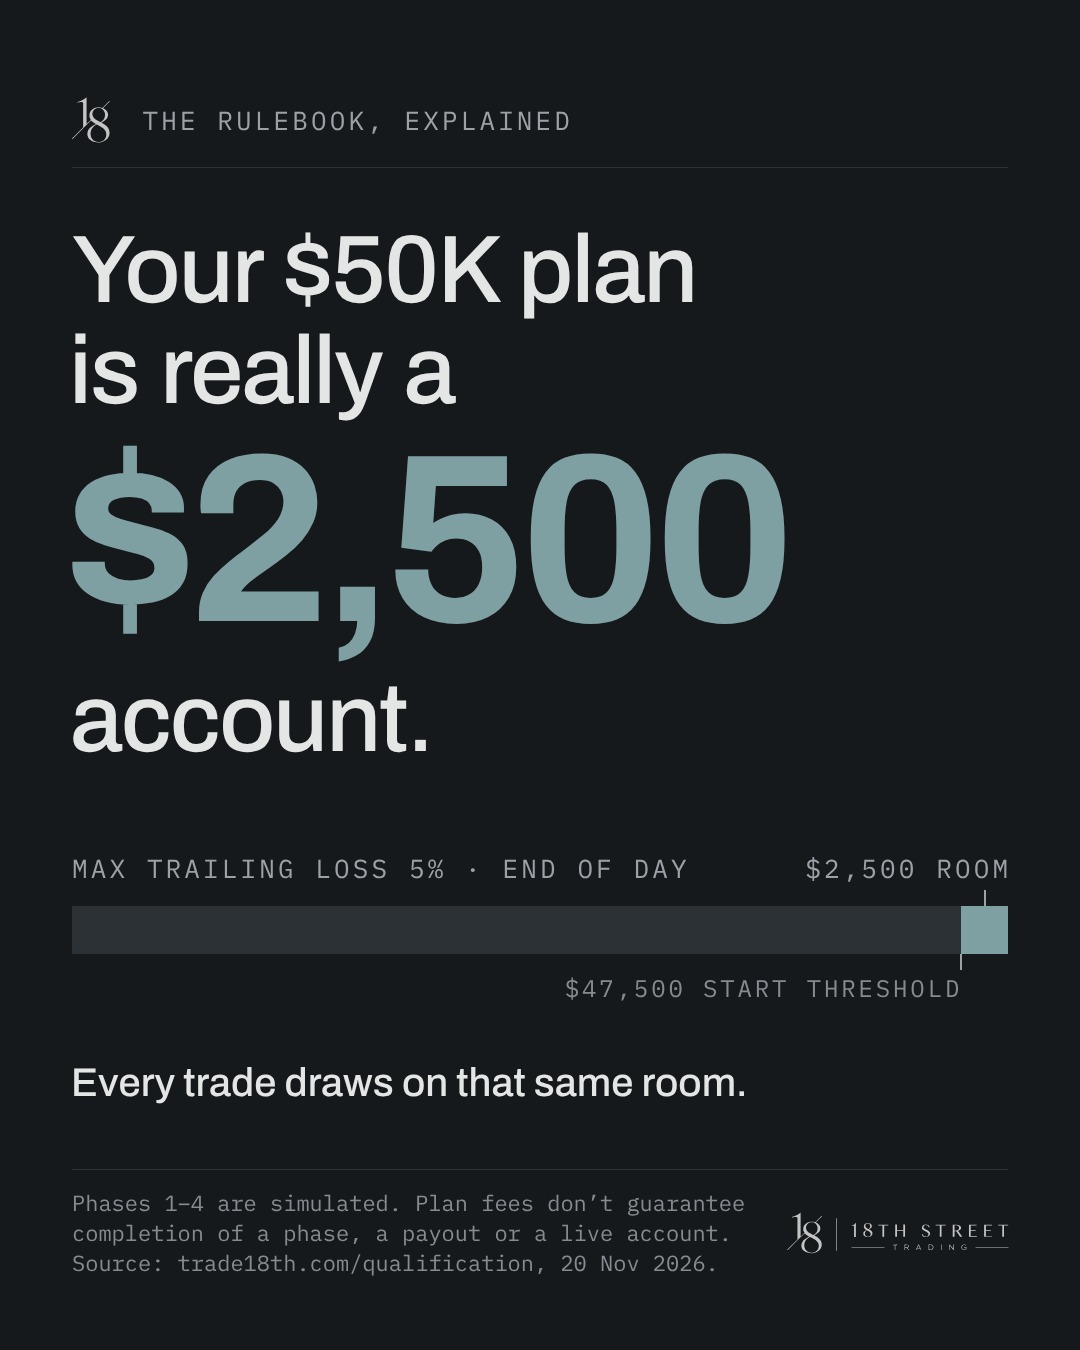 18 THE RULEBOOK, EXPLAINED
Your $50K plan
is really a
$2,500
account.
MAX TRAILING LOSS 5% · END OF DAY
$2,500 ROOM
$47,500 START THRESHOLD
Every trade draws on that same room.
Phases 1–4 are simulated. Plan fees don’t guarantee
completion of a phase, a payout or a live account.
Source: trade18th.com/qualification, 20 Nov 2026.
18 18TH STREET
TRADING